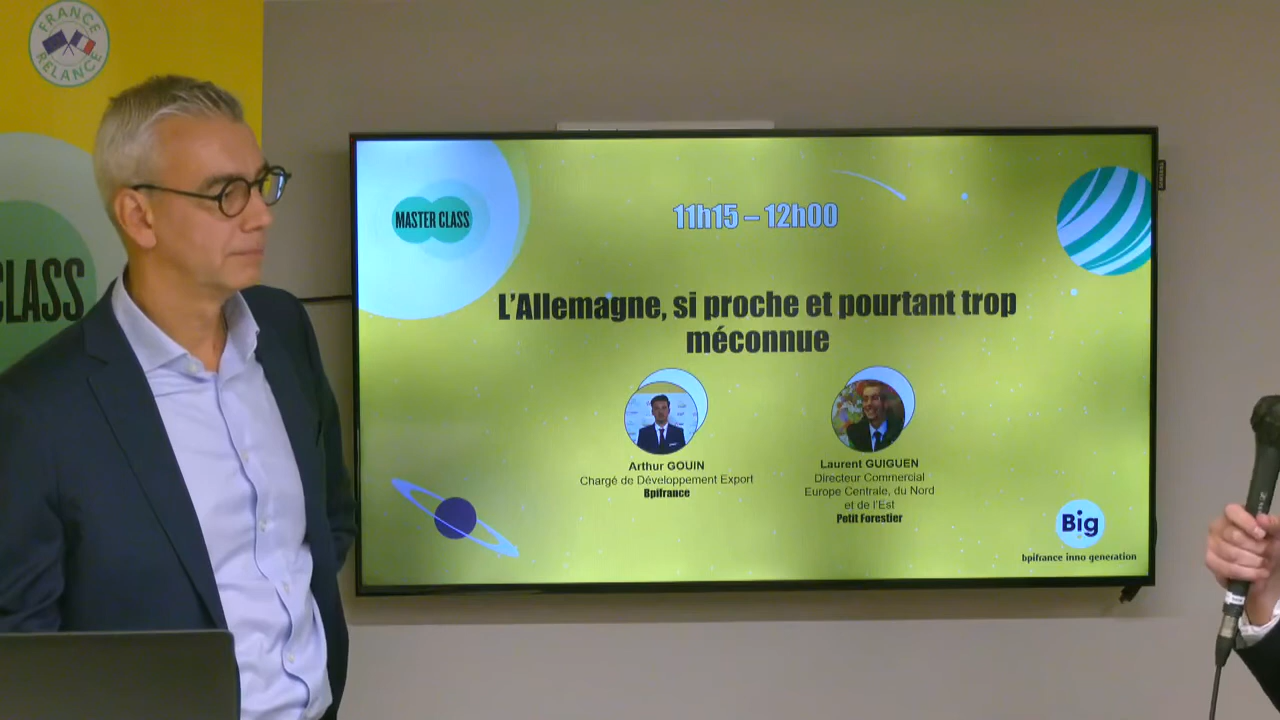 FRANCE
RELANCE
CLASS
MASTER CLASS
11h15 – 12h00
L'Allemagne, si proche et pourtant trop
méconnue
Arthur GOUIN
Chargé de Développement Export
Bpifrance
Laurent GUIGUEN
Directeur Commercial
Europe Centrale, du Nord
et de l'Est
Petit Forestier
Big
bpifrance inno generation